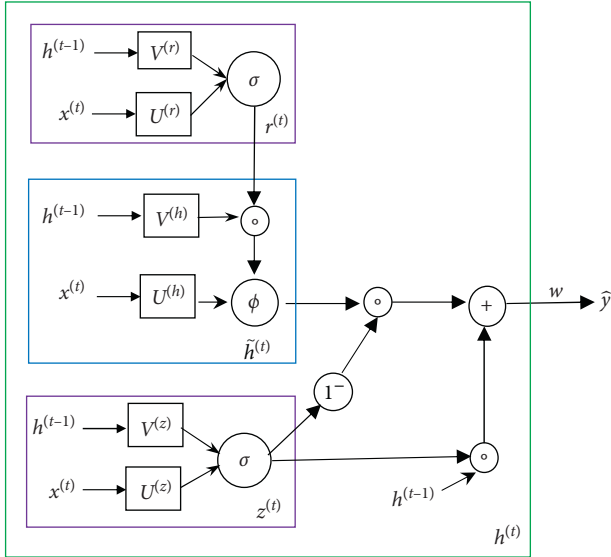 h^(t−1) V^(r)
σ
x^(t) U^(r)
r^(t)
h^(t−1) V^(h) ∘
x^(t) U^(h) ϕ ∘ + w ŷ
h̃^(t)
1^−
h^(t−1) V^(z)
σ ∘
x^(t) U^(z)
h^(t−1)
z^(t)
h^(t)